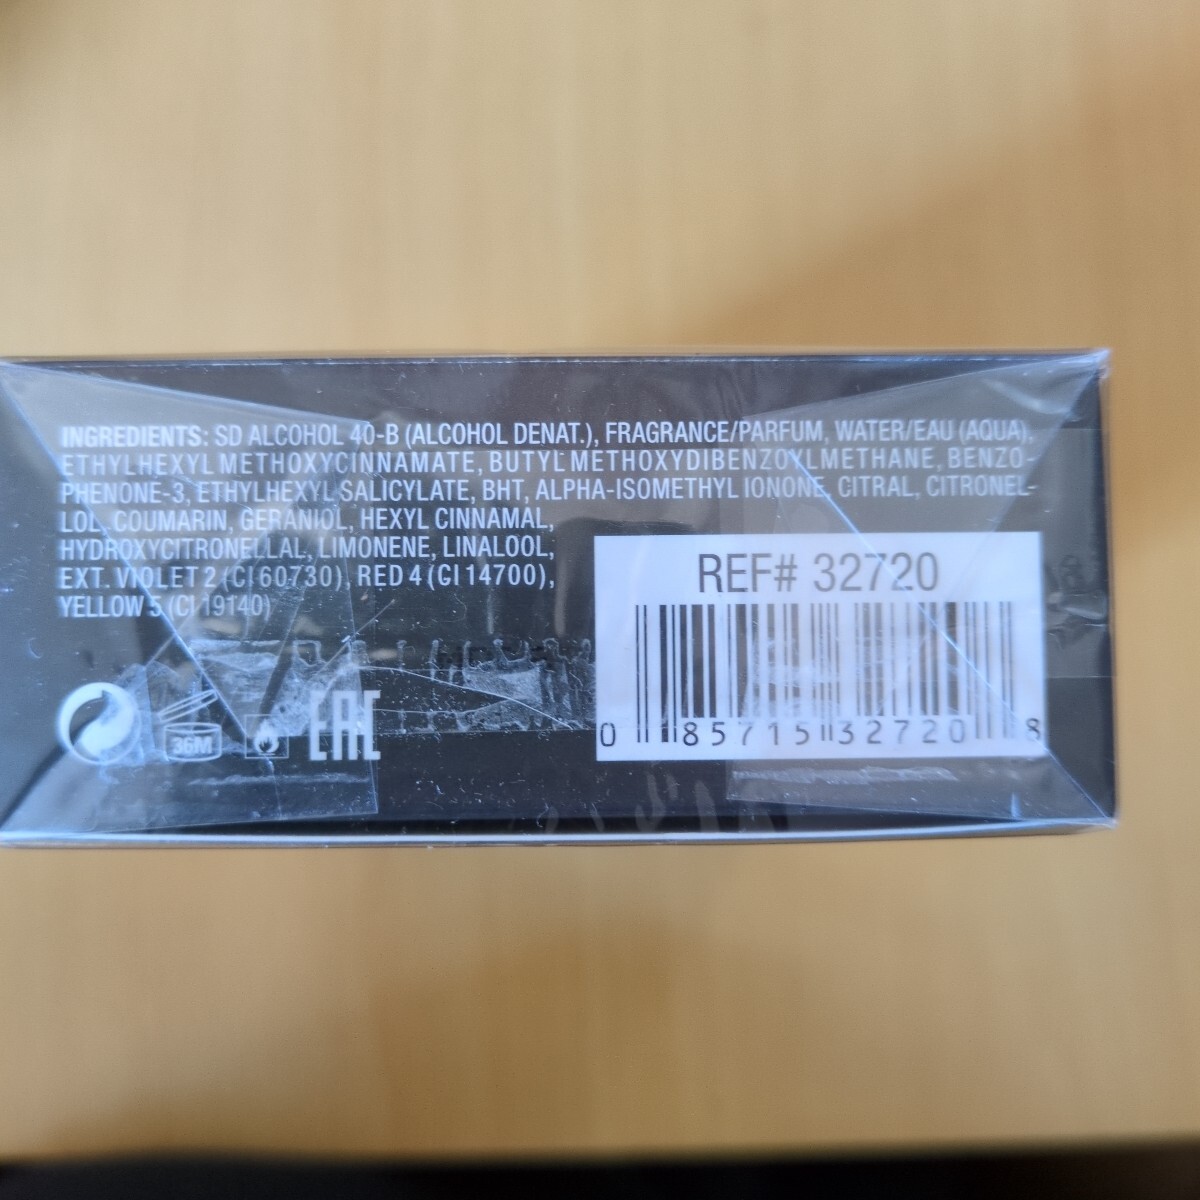 INGREDIENTS: SD ALCOHOL 40-B (ALCOHOL DENAT.), FRAGRANCE/PARFUM, WATER/EAU (AQUA),
ETHYLHEXYL METHOXYCINNAMATE, BUTYL METHOXYDIBENZOYLMETHANE, BENZO-
PHENONE-3, ETHYLHEXYL SALICYLATE, BHT, ALPHA-ISOMETHYL IONONE, CITRAL, CITRONEL-
LOL, COUMARIN, GERANIOL, HEXYL CINNAMAL,
HYDROXYCITRONELLAL, LIMONENE, LINALOOL,
EXT. VIOLET 2 (CI 60730), RED 4 (CI 14700),
YELLOW 5 (CI 19140)
REF# 32720
0 85715 32720 8
36M
EAC